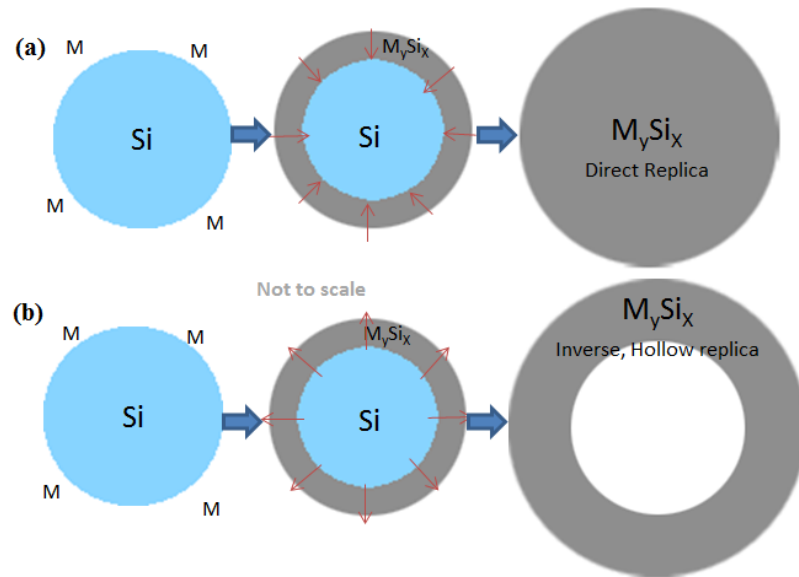 (a)
M
M
Si
M
M
MySiX
Si
MySiX
Direct Replica
Not to scale
(b)
M
M
Si
M
M
MySiX
Si
MySiX
Inverse, Hollow replica